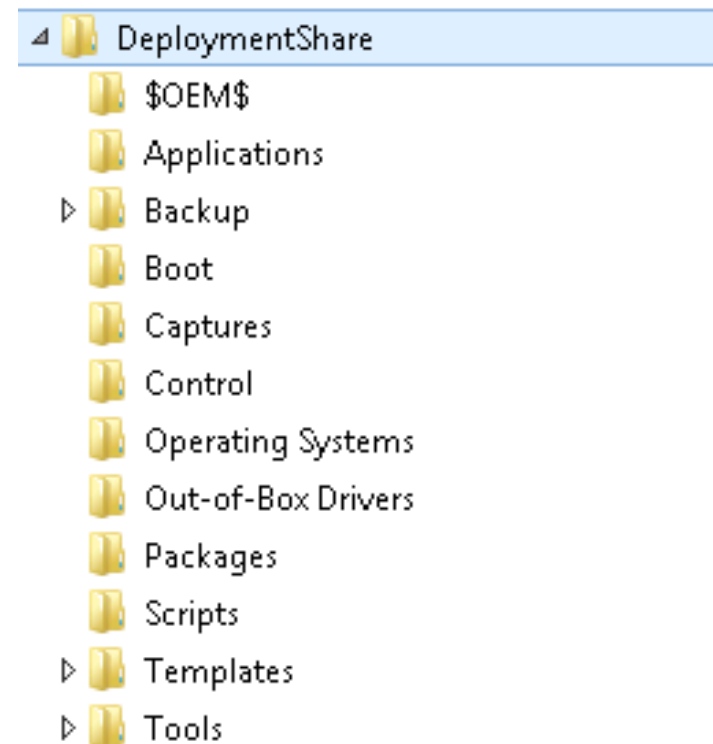 DeploymentShare
$OEM$
Applications
Backup
Boot
Captures
Control
Operating Systems
Out-of-Box Drivers
Packages
Scripts
Templates
Tools